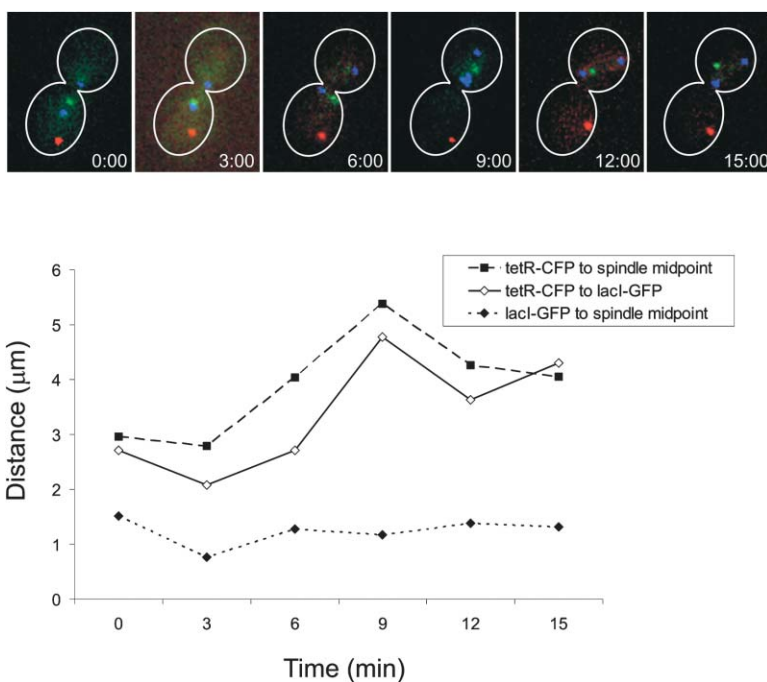 0:00 3:00 6:00 9:00 12:00 15:00
tetR-CFP to spindle midpoint
tetR-CFP to lacI-GFP
lacI-GFP to spindle midpoint
6
5
4
3
2
1
0
Distance (μm)
0 3 6 9 12 15
Time (min)